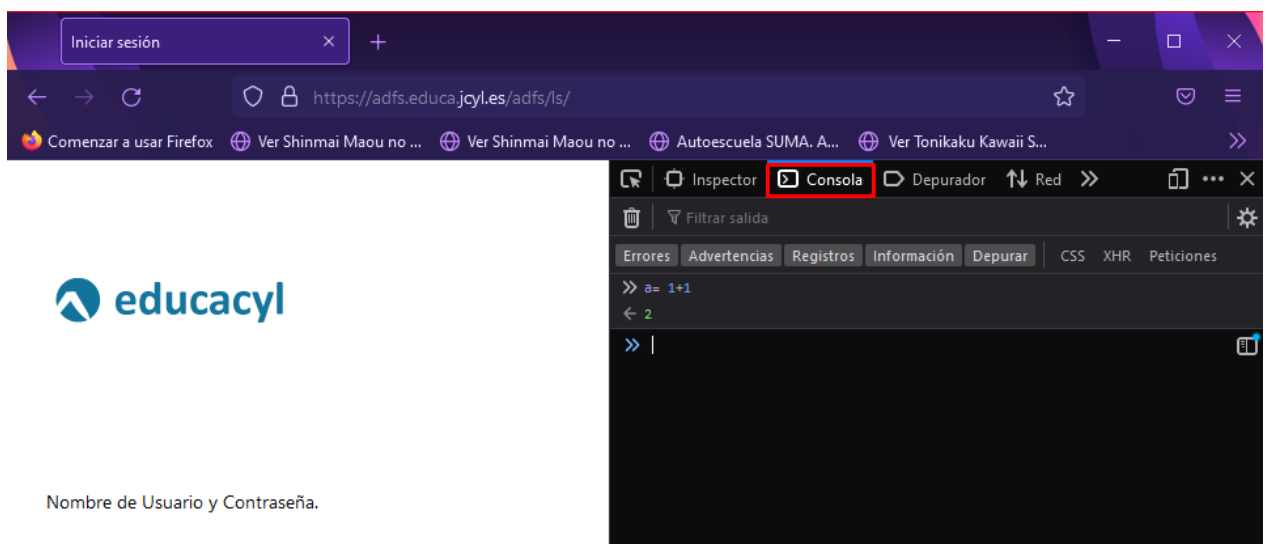 Iniciar sesión
https://adfs.educa.jcyl.es/adfs/ls/
Comenzar a usar Firefox Ver Shinmai Maou no ... Ver Shinmai Maou no ... Autoescuela SUMA. A... Ver Tonikaku Kawaii S...
Inspector Consola Depurador Red
Filtrar salida
Errores Advertencias Registros Información Depurar CSS XHR Peticiones
a= 1+1
2
educacyl
Nombre de Usuario y Contraseña.